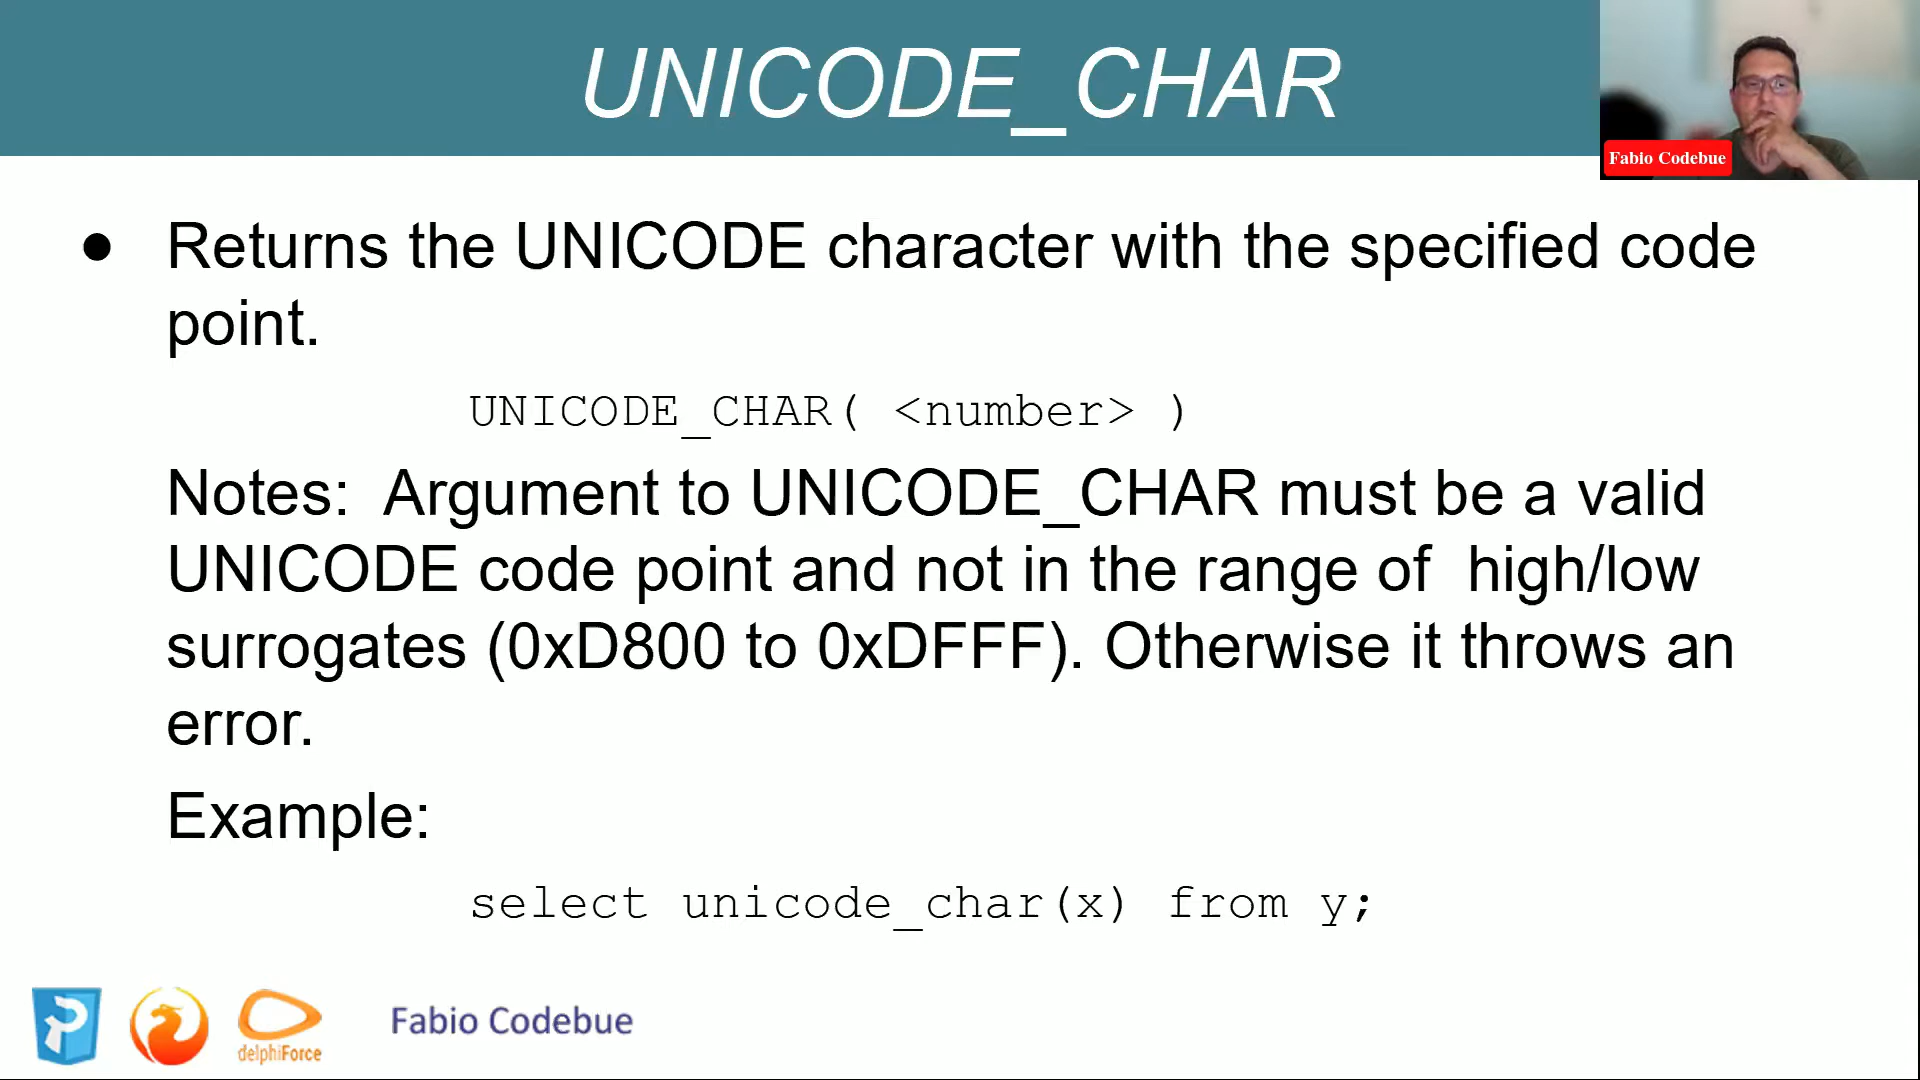 UNICODE_CHAR
Fabio Codebue
● Returns the UNICODE character with the specified code
point.
UNICODE_CHAR( <number> )
Notes:  Argument to UNICODE_CHAR must be a valid
UNICODE code point and not in the range of  high/low
surrogates (0xD800 to 0xDFFF). Otherwise it throws an
error.
Example:
select unicode_char(x) from y;
delphiForce
Fabio Codebue